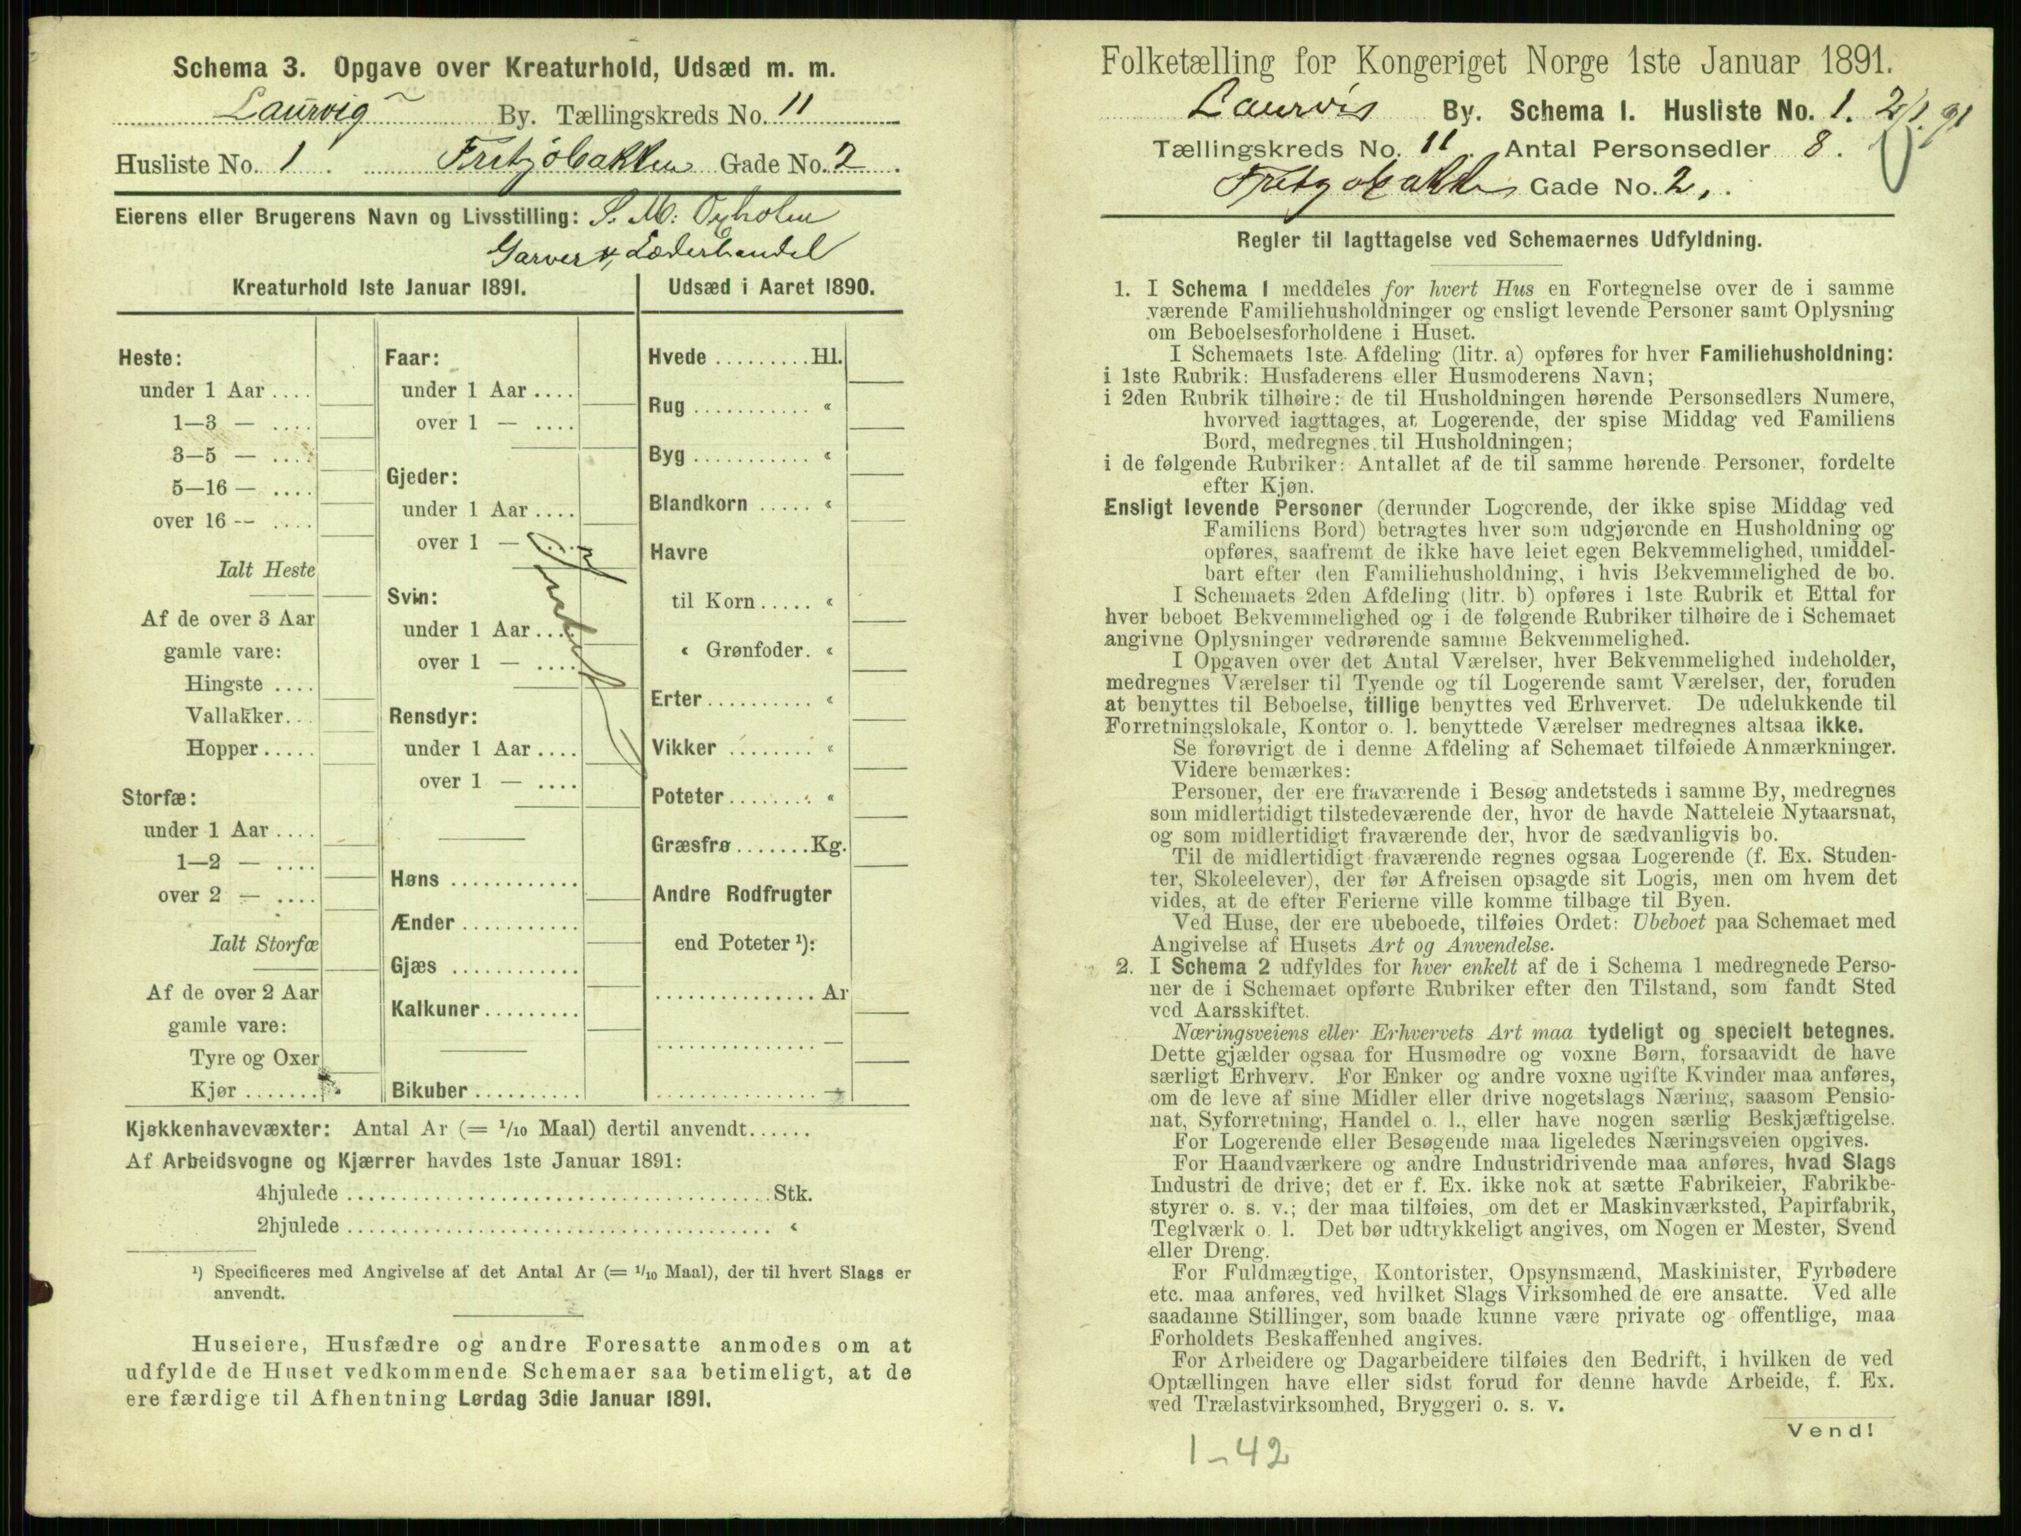 Schema 3. Opgave over Kreaturhold, Udsæd m. m.
Laurvig By. Tællingskreds No. 11
Husliste No. 1. Fritzøbakken Gade No. 2.
Eierens eller Brugerens Navn og Livsstilling: S. M.
Garver & Læderhandel
Kreaturhold 1ste Januar 1891.
Heste:
under 1 Aar....
1—3 — ....
3—5 — ....
5—16 — ....
over 16 -- ....
Ialt Heste
Af de over 3 Aar
gamle vare:
Hingste ....
Vallakker...
Hopper.....
Storfæ:
under 1 Aar....
1—2 — ....
over 2 — ....
Ialt Storfæ
Af de over 2 Aar
gamle vare:
Tyre og Oxer
Kjør.......
Faar:
under 1 Aar....
over 1 — ....
Gjeder:
under 1 Aar....
over 1 —
Svin:
under 1 Aar....
over 1 — ....
Rensdyr:
under 1 Aar....
over 1 — ....
Høns............
Ænder...........
Gjæs............
Kalkuner.........
Bikuber..........
Udsæd i Aaret 1890.
Hvede.........Hl.
Rug........... «
Byg........... «
Blandkorn ..... «
Havre
til Korn..... «
« Grønfoder. «
Erter.......... «
Vikker ........ «
Poteter........ «
Græsfrø.......Kg.
Andre Rodfrugter
end Poteter ¹):
...............Ar
............... —
............... —
Kjøkkenhavevæxter: Antal Ar (= 1/10 Maal) dertil anvendt......
Af Arbeidsvogne og Kjærrer havdes 1ste Januar 1891:
4hjulede......................................Stk.
2hjulede...................................... «
¹) Specificeres med Angivelse af det Antal Ar (= 1/10 Maal), der til hvert Slags er
anvendt.
Huseiere, Husfædre og andre Foresatte anmodes om at
udfylde de Huset vedkommende Schemaer saa betimeligt, at de
ere færdige til Afhentning Lørdag 3die Januar 1891.
Folketælling for Kongeriget Norge 1ste Januar 1891.
Laurvig By. Schema I. Husliste No. 1. 2/1. 91
Tællingskreds No. 11. Antal Personsedler 8.
Fritzøbakken Gade No. 2.
Regler til Iagttagelse ved Schemaernes Udfyldning.
1. I Schema 1 meddeles for hvert Hus en Fortegnelse over de i samme
værende Familiehusholdninger og ensligt levende Personer samt Oplysning
om Beboelsesforholdene i Huset.
I Schemaets 1ste Afdeling (litr. a) opføres for hver Familiehusholdning:
i 1ste Rubrik: Husfaderens eller Husmoderens Navn;
i 2den Rubrik tilhøire: de til Husholdningen hørende Personsedlers Numere,
hvorved iagttages, at Logerende, der spise Middag ved Familiens
Bord, medregnes til Husholdningen;
i de følgende Rubriker: Antallet af de til samme hørende Personer, fordelte
efter Kjøn.
Ensligt levende Personer (derunder Logerende, der ikke spise Middag ved
Familiens Bord) betragtes hver som udgjørende en Husholdning og
opføres, saafremt de ikke have leiet egen Bekvemmelighed, umiddel-
bart efter den Familiehusholdning, i hvis Bekvemmelighed de bo.
I Schemaets 2den Afdeling (litr. b) opføres i 1ste Rubrik et Ettal for
hver beboet Bekvemmelighed og i de følgende Rubriker tilhøire de i Schemaet
angivne Oplysninger vedrørende samme Bekvemmelighed.
I Opgaven over det Antal Værelser, hver Bekvemmelighed indeholder,
medregnes Værelser til Tyende og til Logerende samt Værelser, der, foruden
at benyttes til Beboelse, tillige benyttes ved Erhvervet. De udelukkende til
Forretningslokale, Kontor o. l. benyttede Værelser medregnes altsaa ikke.
Se forøvrigt de i denne Afdeling af Schemaet tilføiede Anmærkninger.
Videre bemærkes:
Personer, der ere fraværende i Besøg andetsteds i samme By, medregnes
som midlertidigt tilstedeværende der, hvor de havde Natteleie Nytaarsnat,
og som midlertidigt fraværende der, hvor de sædvanligvis bo.
Til de midlertidigt fraværende regnes ogsaa Logerende (f. Ex. Studen-
ter, Skoleelever), der før Afreisen opsagde sit Logis, men om hvem det
vides, at de efter Ferierne ville komme tilbage til Byen.
Ved Huse, der ere ubeboede, tilføies Ordet: Ubeboet paa Schemaet med
Angivelse af Husets Art og Anvendelse.
2. I Schema 2 udfyldes for hver enkelt af de i Schema 1 medregnede Perso-
ner de i Schemaet opførte Rubriker efter den Tilstand, som fandt Sted
ved Aarsskiftet.
Næringsveiens eller Erhvervets Art maa tydeligt og specielt betegnes.
Dette gjælder ogsaa for Husmødre og voxne Børn, forsaavidt de have
særligt Erhverv. For Enker og andre voxne ugifte Kvinder maa anføres,
om de leve af sine Midler eller drive nogetslags Næring, saasom Pensio-
nat, Syforretning, Handel o. l., eller have nogen særlig Beskjæftigelse.
For Logerende eller Besøgende maa ligeledes Næringsveien opgives.
For Haandværkere og andre Industridrivende maa anføres, hvad Slags
Industri de drive; det er f. Ex. ikke nok at sætte Fabrikeier, Fabrikbe-
styrer o. s. v.; der maa tilføies, om det er Maskinværksted, Papirfabrik,
Teglværk o. l. Det bør udtrykkeligt angives, om Nogen er Mester, Svend
eller Dreng.
For Fuldmægtige, Kontorister, Opsynsmænd, Maskinister, Fyrbødere
etc. maa anføres, ved hvilket Slags Virksomhed de ere ansatte. Ved alle
saadanne Stillinger, som baade kunne være private og offentlige, maa
Forholdets Beskaffenhed angives.
For Arbeidere og Dagarbeidere tilføies den Bedrift, i hvilken de ved
Optællingen have eller sidst forud for denne havde Arbeide, f. Ex.
ved Trælastvirksomhed, Bryggeri o. s. v.
Vend!
1-42